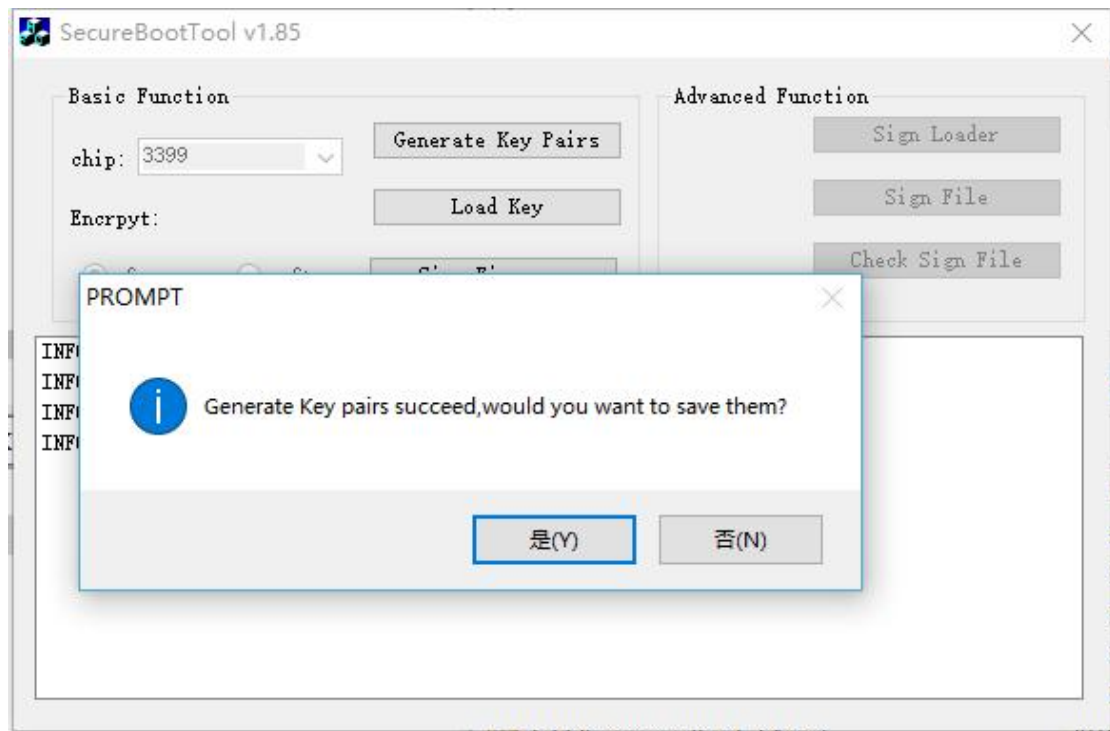 SecureBootTool v1.85
Basic Function
chip: 3399
Generate Key Pairs
Encrpyt:
Load Key
Advanced Function
Sign Loader
Sign File
Check Sign File
PROMPT
Generate Key pairs succeed,would you want to save them?
是(Y)
否(N)